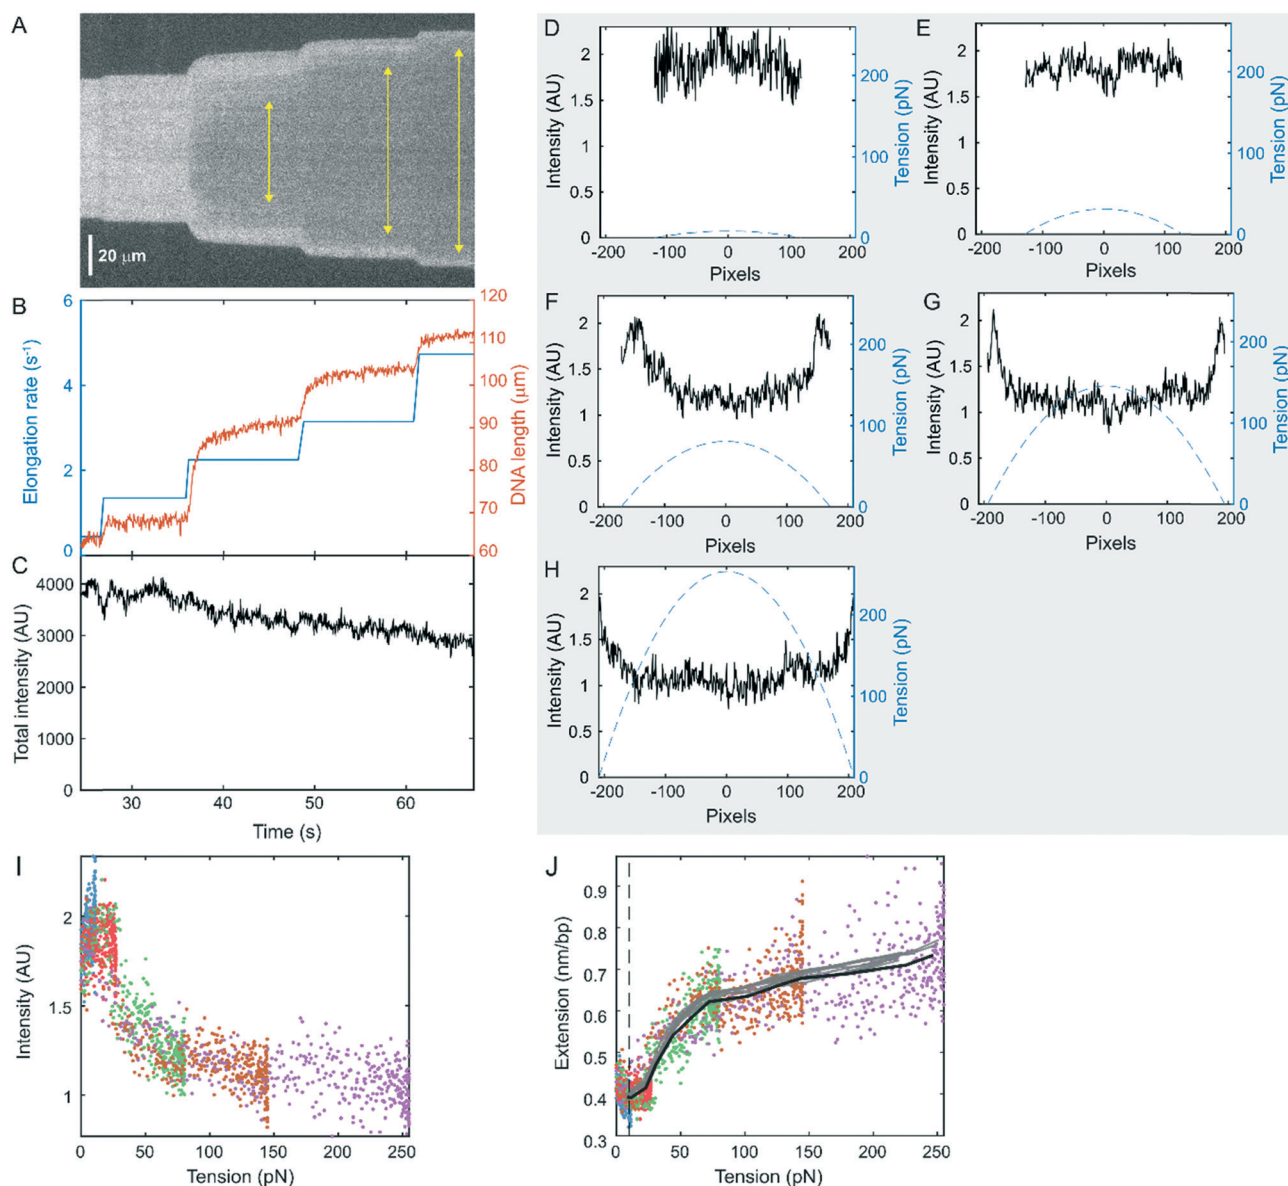 A
20 μm
B
Elongation rate (s⁻¹)
6
4
2
0
120
110
100
90
80
70
60
DNA length (μm)
C
Total intensity (AU)
4000
3000
2000
1000
0
30 40 50 60
Time (s)
D
Intensity (AU)
2
1.5
1
0.5
0
200
100
0
Tension (pN)
-200 -100 0 100 200
Pixels
E
Intensity (AU)
2
1.5
1
0.5
0
200
100
0
Tension (pN)
-200 -100 0 100 200
Pixels
F
Intensity (AU)
2
1.5
1
0.5
0
200
100
0
Tension (pN)
-200 -100 0 100 200
Pixels
G
Intensity (AU)
2
1.5
1
0.5
0
200
100
0
Tension (pN)
-200 -100 0 100 200
Pixels
H
Intensity (AU)
2
1.5
1
0.5
0
200
100
0
Tension (pN)
-200 -100 0 100 200
Pixels
I
Intensity (AU)
2
1.5
1
0 50 100 150 200 250
Tension (pN)
J
Extension (nm/bp)
0.9
0.8
0.7
0.6
0.5
0.4
0.3
0 50 100 150 200 250
Tension (pN)